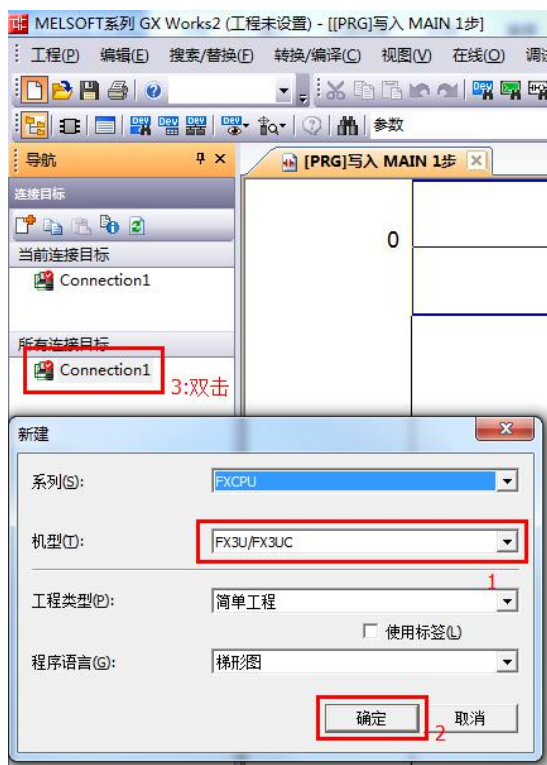 MELSOFT系列 GX Works2 (工程未设置) - [[PRG]写入 MAIN 1步]
工程(P) 编辑(E) 搜索/替换(F) 转换/编译(C) 视图(V) 在线(O) 调试
参数
导航
[PRG]写入 MAIN 1步
连接目标
0
当前连接目标
Connection1
所有连接目标
Connection1
3:双击
新建
系列(S): FXCPU
机型(T): FX3U/FX3UC
1
工程类型(P): 简单工程
使用标签(L)
程序语言(G): 梯形图
确定 取消
2